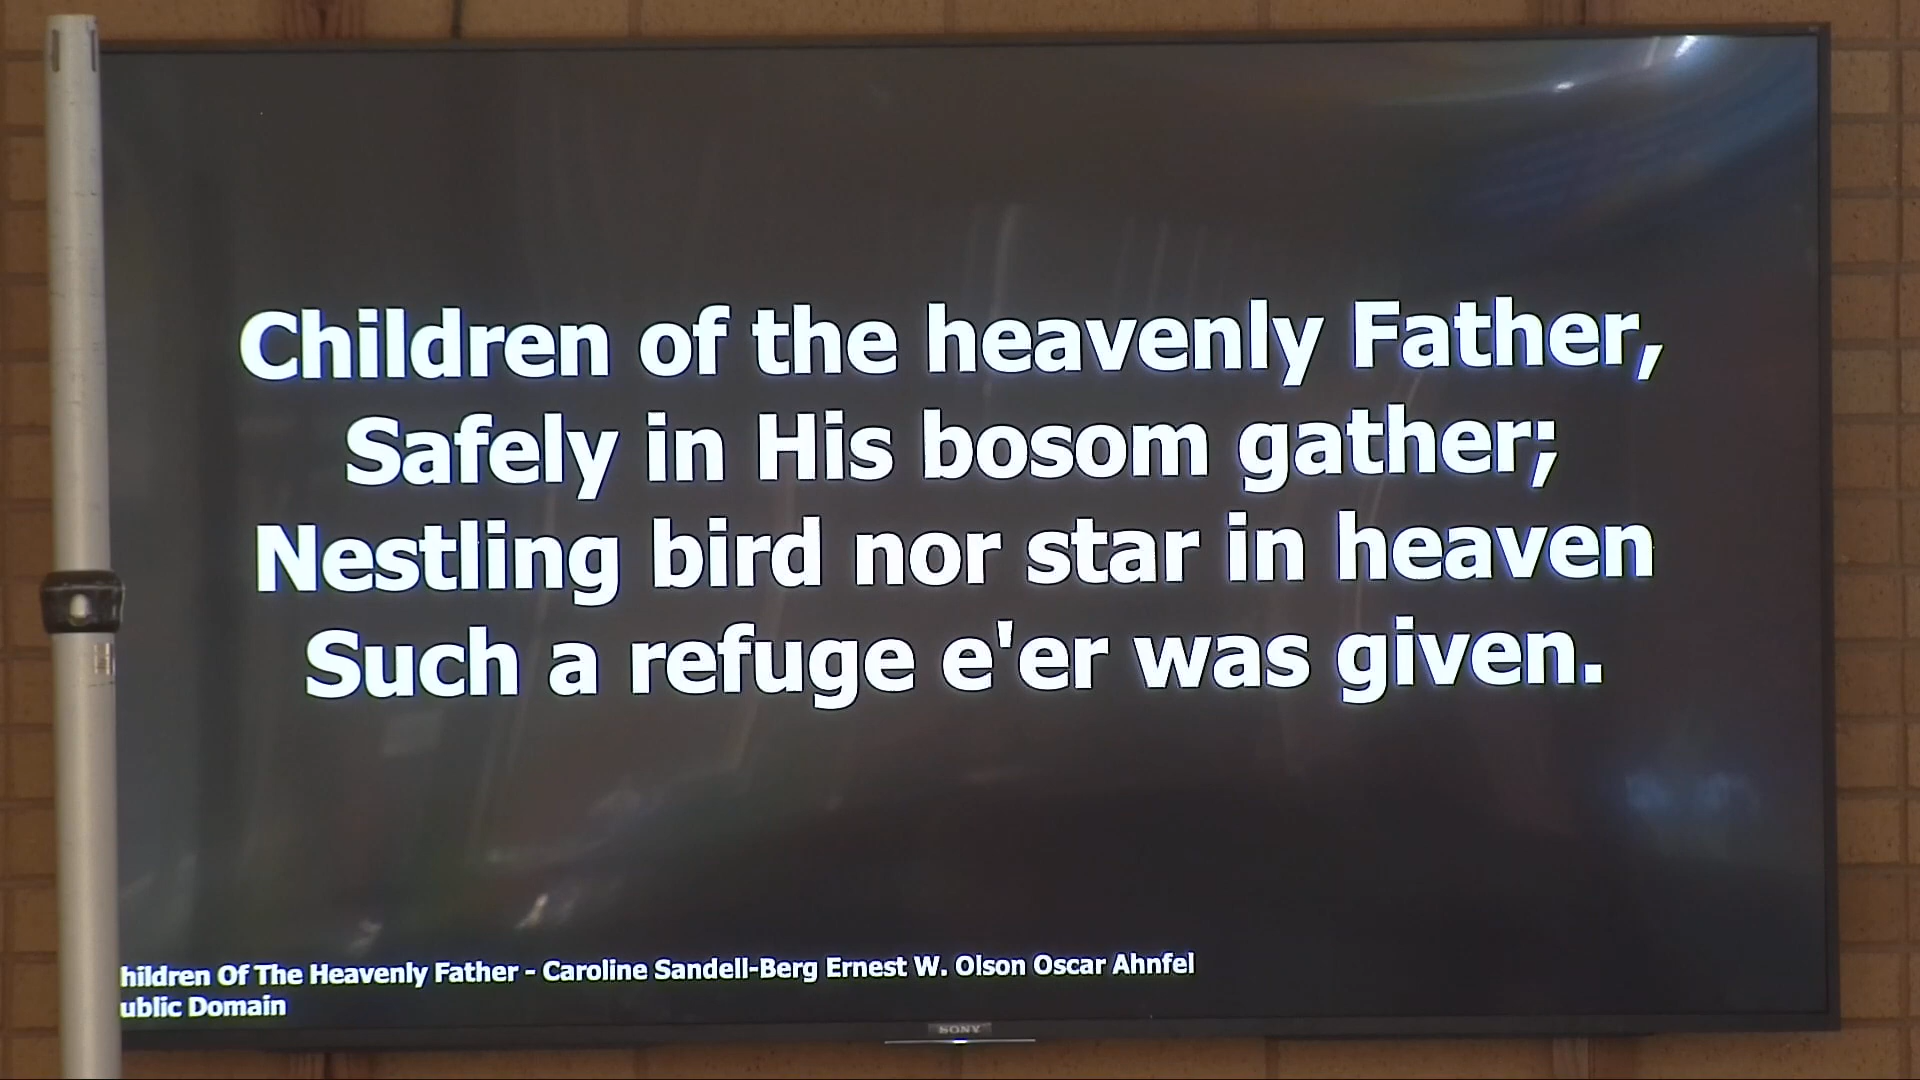 Children of the heavenly Father,
Safely in His bosom gather;
Nestling bird nor star in heaven
Such a refuge e'er was given.
hildren Of The Heavenly Father - Caroline Sandell-Berg Ernest W. Olson Oscar Ahnfel
ublic Domain
SONY